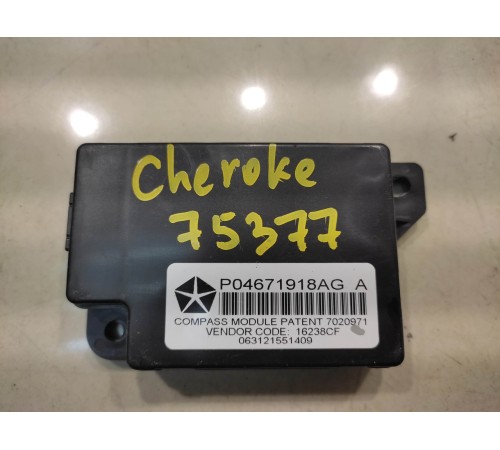 Cheroke
75377
P04671918AG A
COMPASS MODULE PATENT 7020971
VENDOR CODE: 16238CF
063121551409